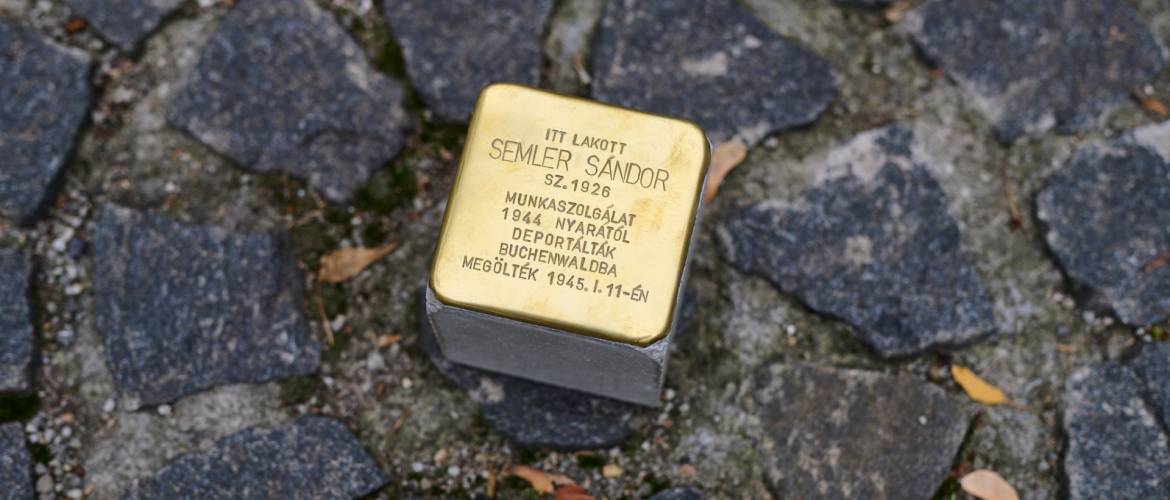 ITT LAKOTT
SEMLER SÁNDOR
SZ. 1926
MUNKASZOLGÁLAT
1944 NYARÁTÓL
DEPORTÁLTÁK
BUCHENWALDBA
MEGÖLTÉK 1945. I. 11-ÉN